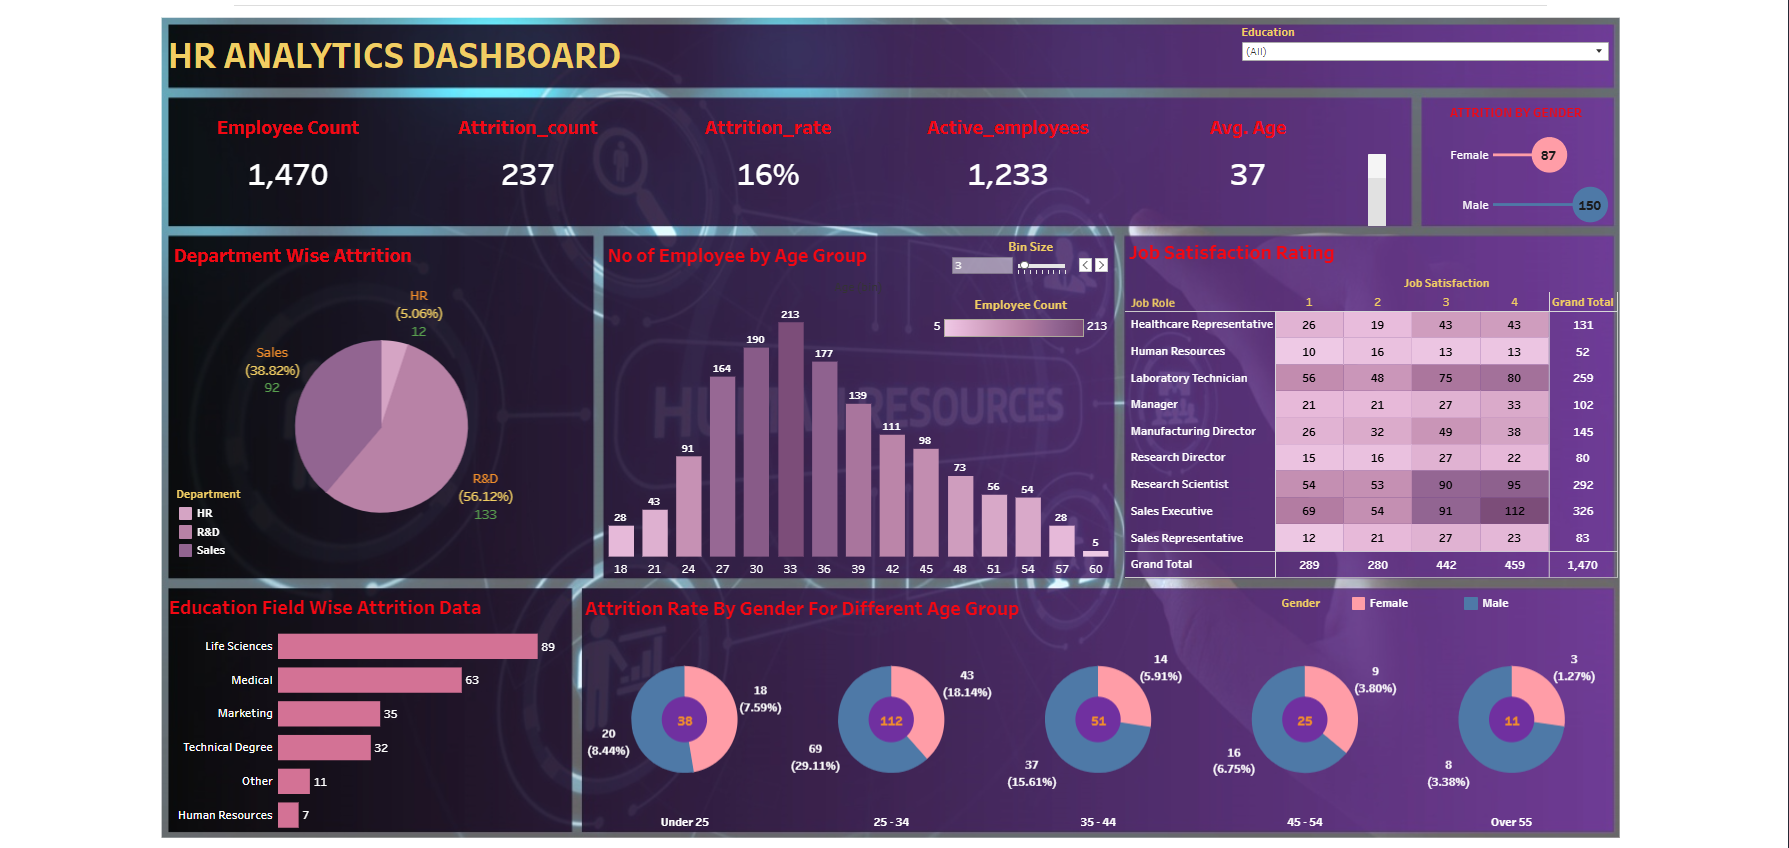 HR ANALYTICS DASHBOARD
Education
(All)
Employee Count
Attrition_count
Attrition_rate
Active_employees
Avg. Age
1,470
237
16%
1,233
37
ATTRITION BY GENDER
Female
87
Male
150
Department Wise Attrition
HR
(5.06%)
12
Sales
(38.82%)
92
R&D
(56.12%)
133
Department
HR
R&D
Sales
No of Employee by Age Group
Bin Size
3
Employee Count
5
213
HUMAN RESOURCES
28
43
91
164
190
213
177
139
111
98
73
56
54
28
5
18 21 24 27 30 33 36 39 42 45 48 51 54 57 60
Job Satisfaction Rating
Job Satisfaction
Job Role 1 2 3 4 Grand Total
Healthcare Representative 26 19 43 43 131
Human Resources 10 16 13 13 52
Laboratory Technician 56 48 75 80 259
Manager 21 21 27 33 102
Manufacturing Director 26 32 49 38 145
Research Director 15 16 27 22 80
Research Scientist 54 53 90 95 292
Sales Executive 69 54 91 112 326
Sales Representative 12 21 27 23 83
Grand Total 289 280 442 459 1,470
Education Field Wise Attrition Data
Life Sciences 89
Medical 63
Marketing 35
Technical Degree 32
Other 11
Human Resources 7
Attrition Rate By Gender For Different Age Group
Gender
Female
Male
18
(7.59%)
38
20
(8.44%)
Under 25
43
(18.14%)
112
69
(29.11%)
25 - 34
14
(5.91%)
51
37
(15.61%)
35 - 44
9
(3.80%)
25
16
(6.75%)
45 - 54
3
(1.27%)
11
8
(3.38%)
Over 55